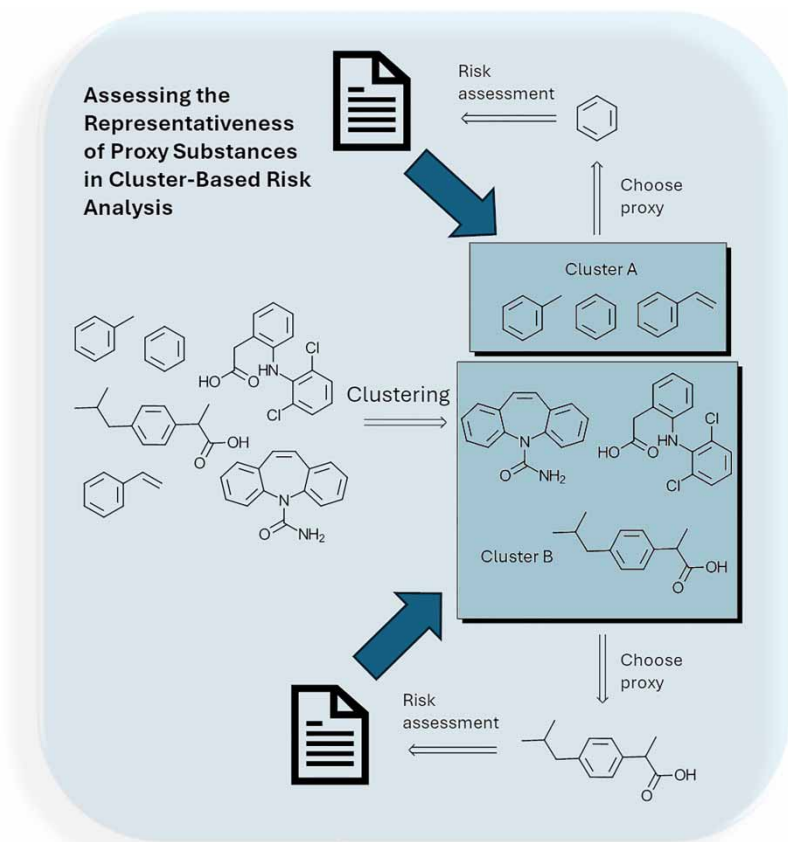 Assessing the
Representativeness
of Proxy Substances
in Cluster-Based Risk
Analysis
Risk
assessment
Choose
proxy
Cluster A
Cl
HN
HO
O
Cl
Clustering
OH
O
N
O
NH₂
N
O
NH₂
Cl
HN
HO
O
Cl
Cluster B
OH
O
Choose
proxy
Risk
assessment
OH
O